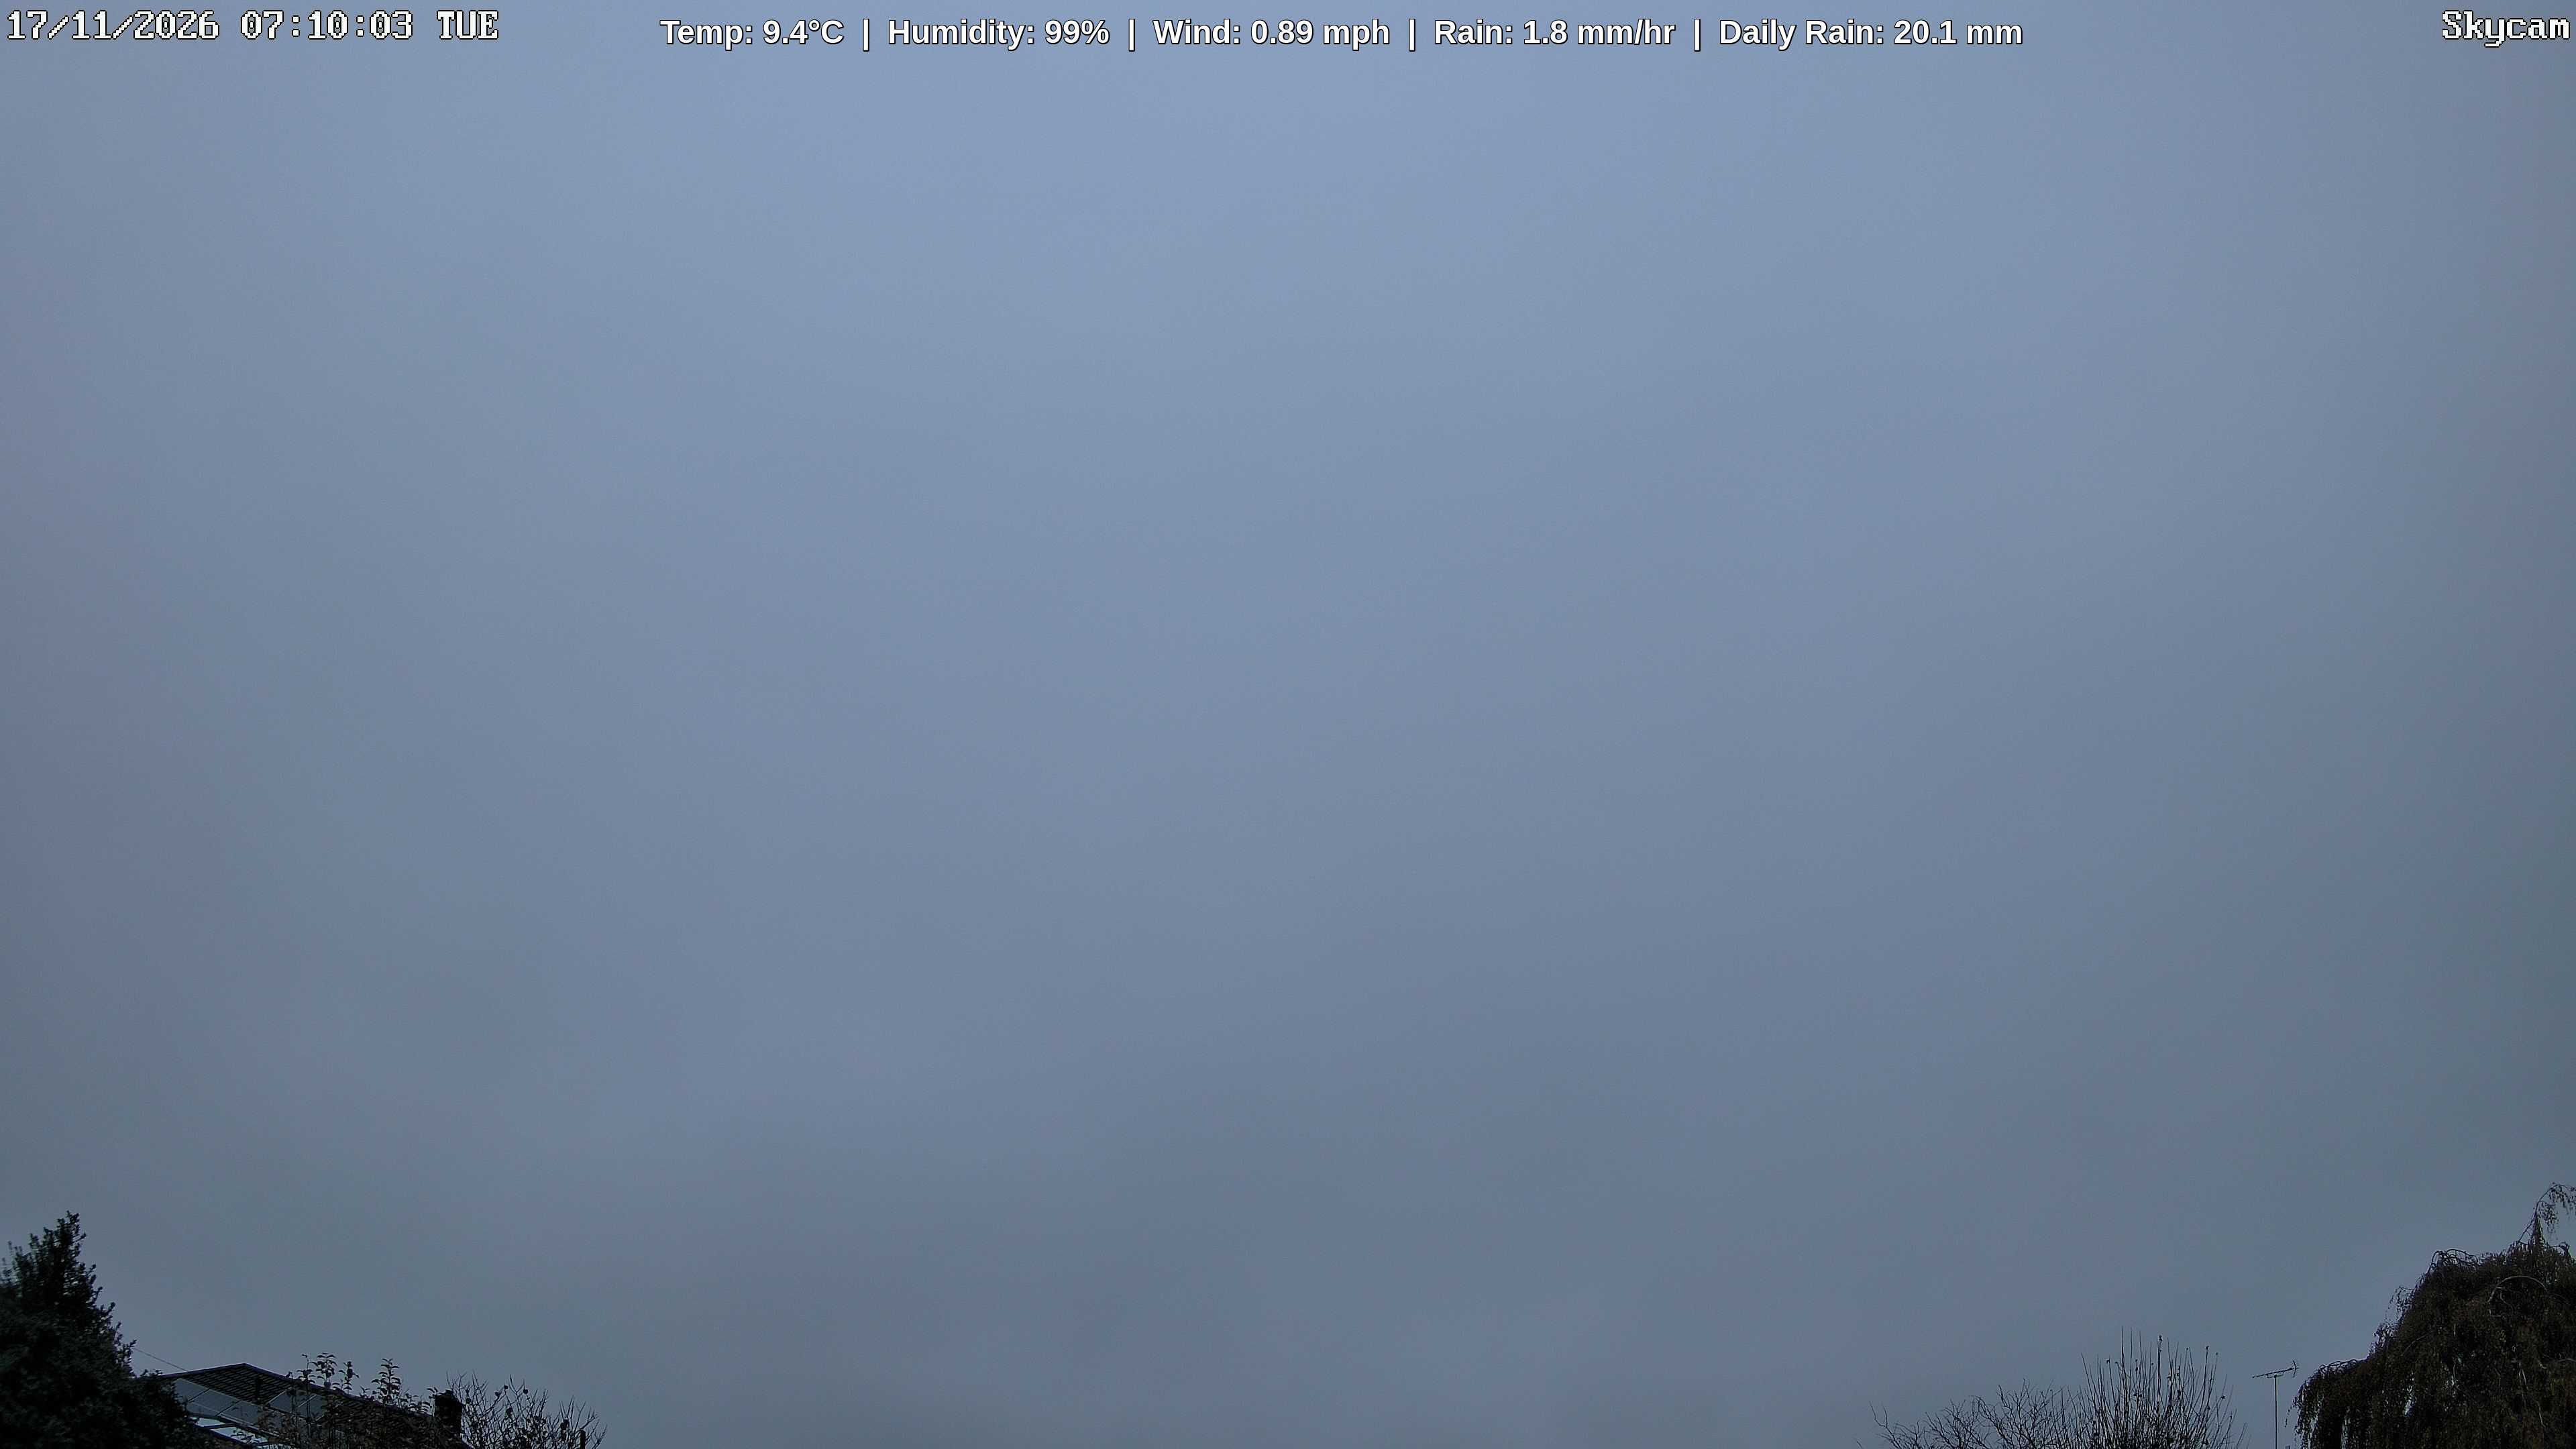 17/11/2026 07:10:03 TUE
Temp: 9.4°C | Humidity: 99% | Wind: 0.89 mph | Rain: 1.8 mm/hr | Daily Rain: 20.1 mm
Skycam